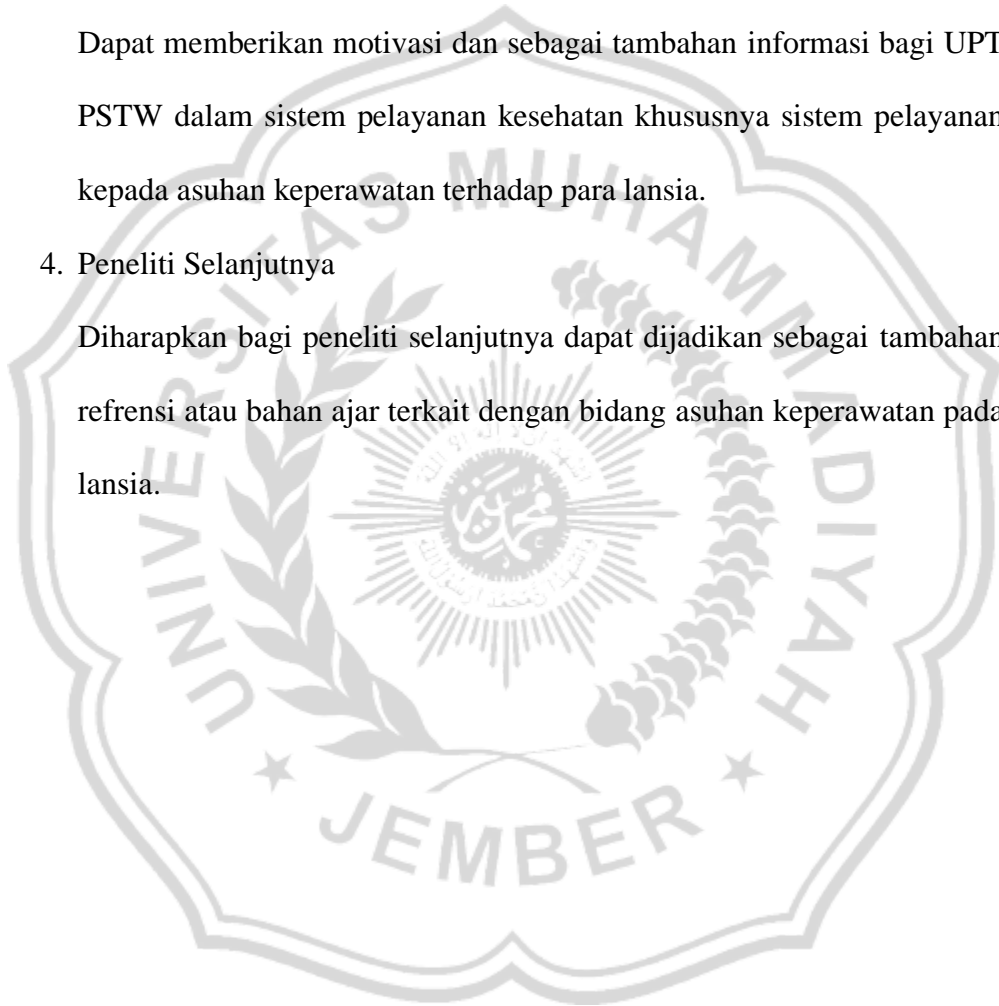 Dapat memberikan motivasi dan sebagai tambahan informasi bagi UPT
PSTW dalam sistem pelayanan kesehatan khususnya sistem pelayanan
kepada asuhan keperawatan terhadap para lansia.
4. Peneliti Selanjutnya
Diharapkan bagi peneliti selanjutnya dapat dijadikan sebagai tambahan
refrensi atau bahan ajar terkait dengan bidang asuhan keperawatan pada
lansia.
UNIVERSITAS MUHAMMADIYAH
JEMBER